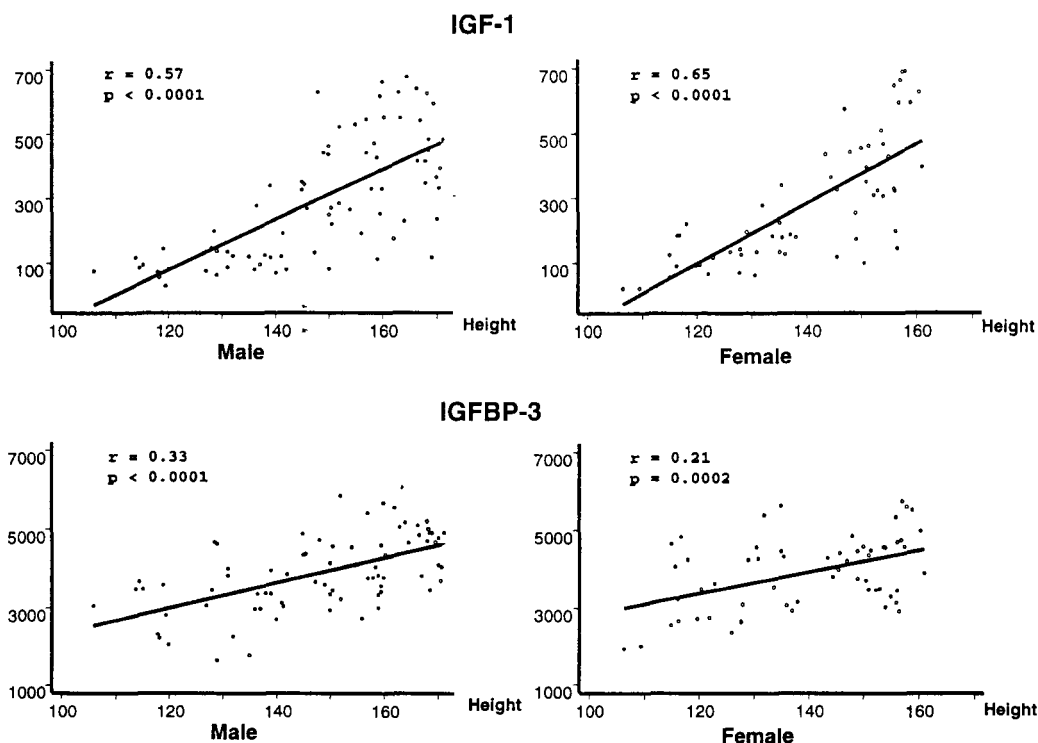 IGF-1
r = 0.57
p < 0.0001
700
500
300
100
100 120 140 160 Height
Male
r = 0.65
p < 0.0001
700
500
300
100
100 120 140 160 Height
Female
IGFBP-3
r = 0.33
p < 0.0001
7000
5000
3000
1000
100 120 140 160 Height
Male
r = 0.21
p = 0.0002
7000
5000
3000
1000
100 120 140 160 Height
Female